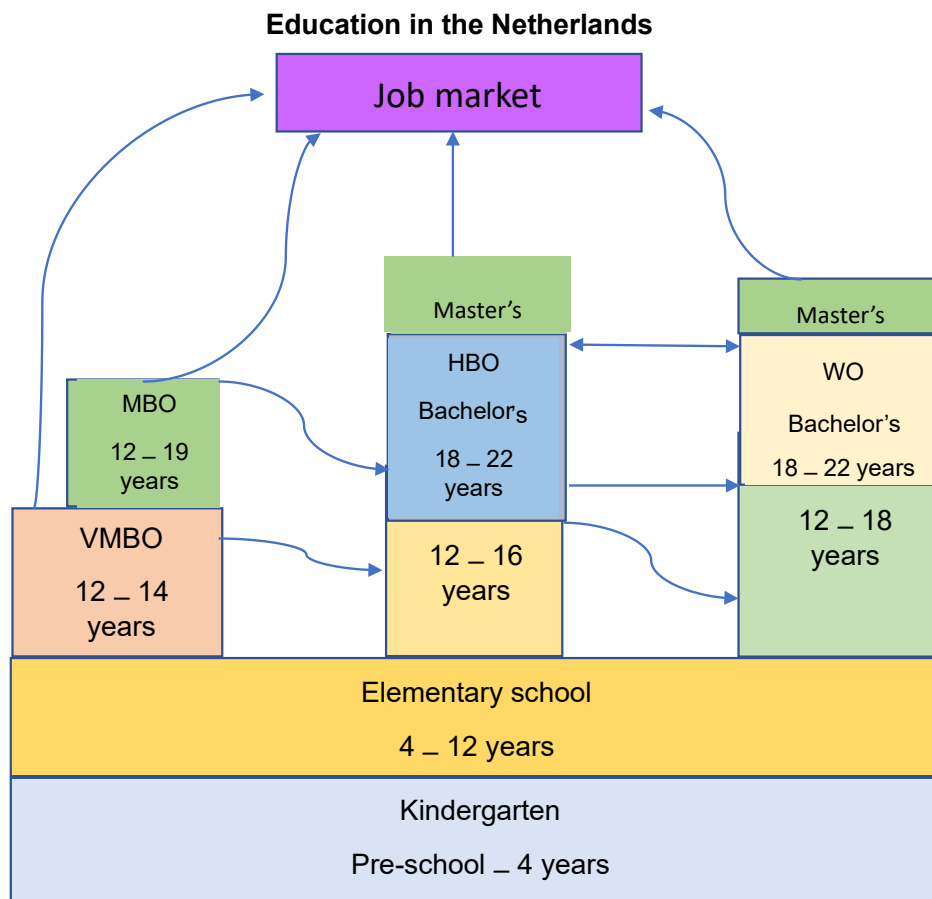 Education in the Netherlands
Job market
Master's
Master's
HBO
Bachelor's
18 – 22
years
WO
Bachelor's
18 – 22 years
MBO
12 – 19
years
VMBO
12 – 14
years
12 – 16
years
12 – 18
years
Elementary school
4 – 12 years
Kindergarten
Pre-school – 4 years